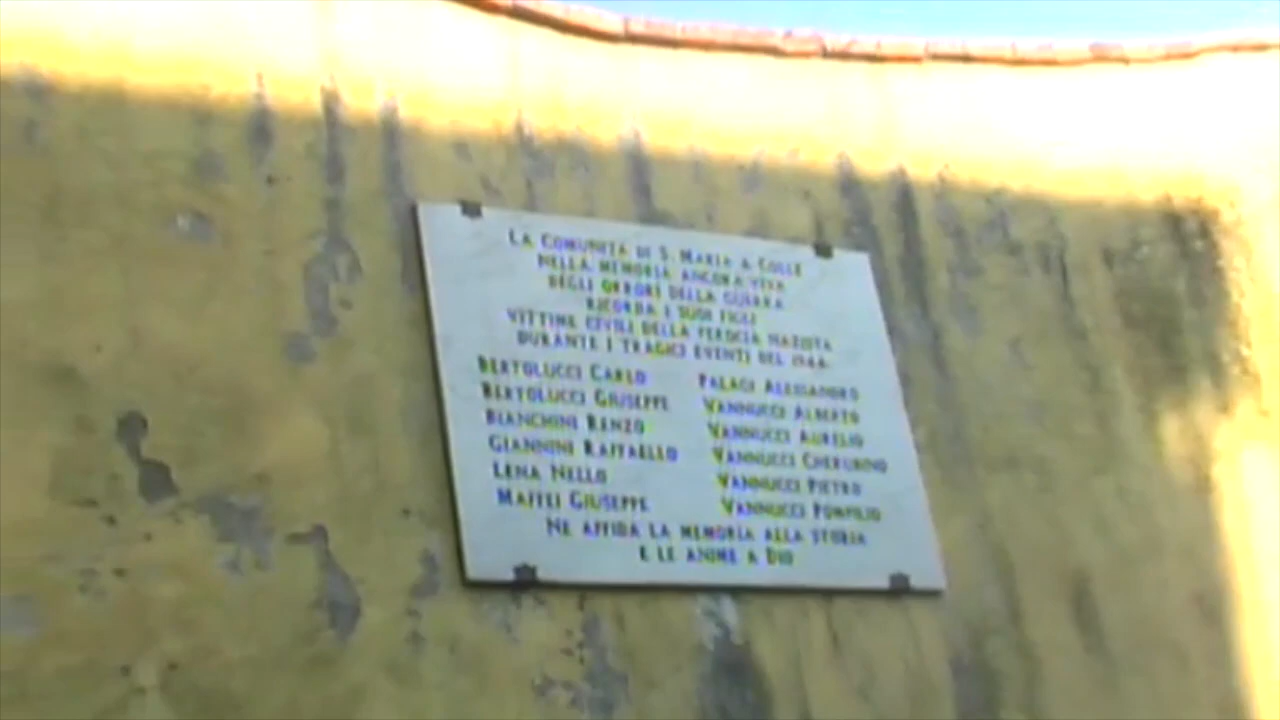 LA COMUNITÀ DI S. MARIA A COLLE
NELLA MEMORIA ANCORA VIVA
DEGLI ORRORI DELLA GUERRA
RICORDA I SUOI FIGLI
VITTIME CIVILI DELLA FEROCIA NAZISTA
DURANTE I TRAGICI EVENTI DEL 1944
BERTOLUCCI CARLO
BERTOLUCCI GIUSEPPE
BIANCHINI RENZO
GIANNINI RAFFAELLO
LENA NELLO
MAFFEI GIUSEPPE
PALAGI ALESSANDRO
VANNUCCI ALBERTO
VANNUCCI AURELIO
VANNUCCI CHERUBINO
VANNUCCI PIETRO
VANNUCCI POMPILIO
NE AFFIDA LA MEMORIA ALLA STORIA
E LE ANIME A DIO